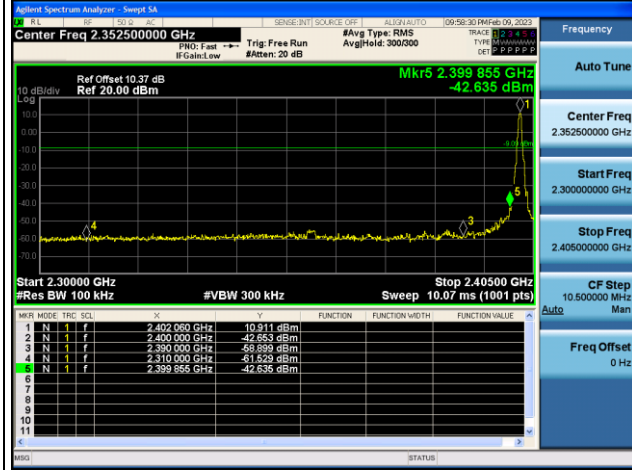 Agilent Spectrum Analyzer - Swept SA
RL RF 50 Ω AC SENSE:INT SOURCE OFF ALIGNAUTO 09:58:30 PM Feb 09, 2023
Center Freq 2.352500000 GHz
PNO: Fast
IFGain:Low
Trig: Free Run
#Atten: 20 dB
#Avg Type: RMS
Avg|Hold: 300/300
TRACE 1 2 3 4 5 6
TYPE MWWWWW
DET P P P P P P
Ref Offset 10.37 dB
10 dB/div Ref 20.00 dBm
Log
Mkr5 2.399 855 GHz
-42.635 dBm
10.0
0.00
-10.0
-20.0
-30.0
-40.0
-50.0
-60.0
-70.0
1
5
3
4
Start 2.30000 GHz Stop 2.40500 GHz
#Res BW 100 kHz #VBW 300 kHz Sweep 10.07 ms (1001 pts)
MKR MODE TRC SCL X Y FUNCTION FUNCTION WIDTH FUNCTION VALUE
1 N 1 f 2.402 060 GHz 10.911 dBm
2 N 1 f 2.400 000 GHz -42.653 dBm
3 N 1 f 2.390 000 GHz -58.899 dBm
4 N 1 f 2.310 000 GHz -61.529 dBm
5 N 1 f 2.399 855 GHz -42.635 dBm
6
7
8
9
10
11
MSG STATUS
Frequency
Auto Tune
Center Freq
2.352500000 GHz
Start Freq
2.300000000 GHz
Stop Freq
2.405000000 GHz
CF Step
10.500000 MHz
Auto Man
Freq Offset
0 Hz